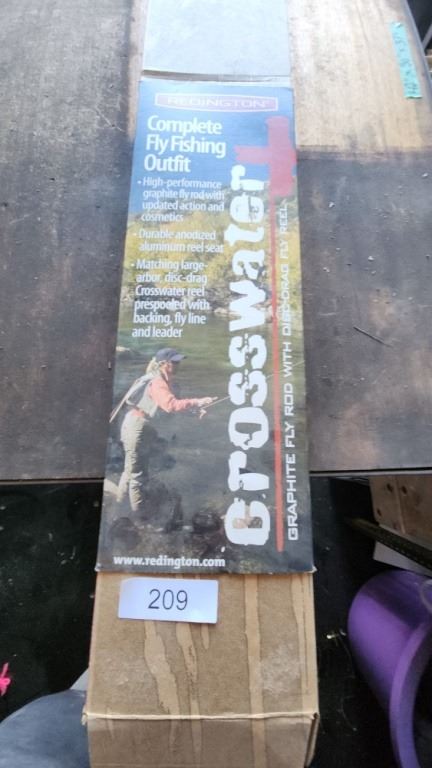 REDINGTON
Complete
Fly Fishing
Outfit
• High-performance
graphite fly rod with
updated action and
cosmetics
• Durable anodized
aluminum reel seat
• Matching large-
arbor, disc-drag
Crosswater reel
prespooled with
backing, fly line
and leader
crosswater
GRAPHITE FLY ROD WITH DISC-DRAG FLY REEL
www.redington.com
209